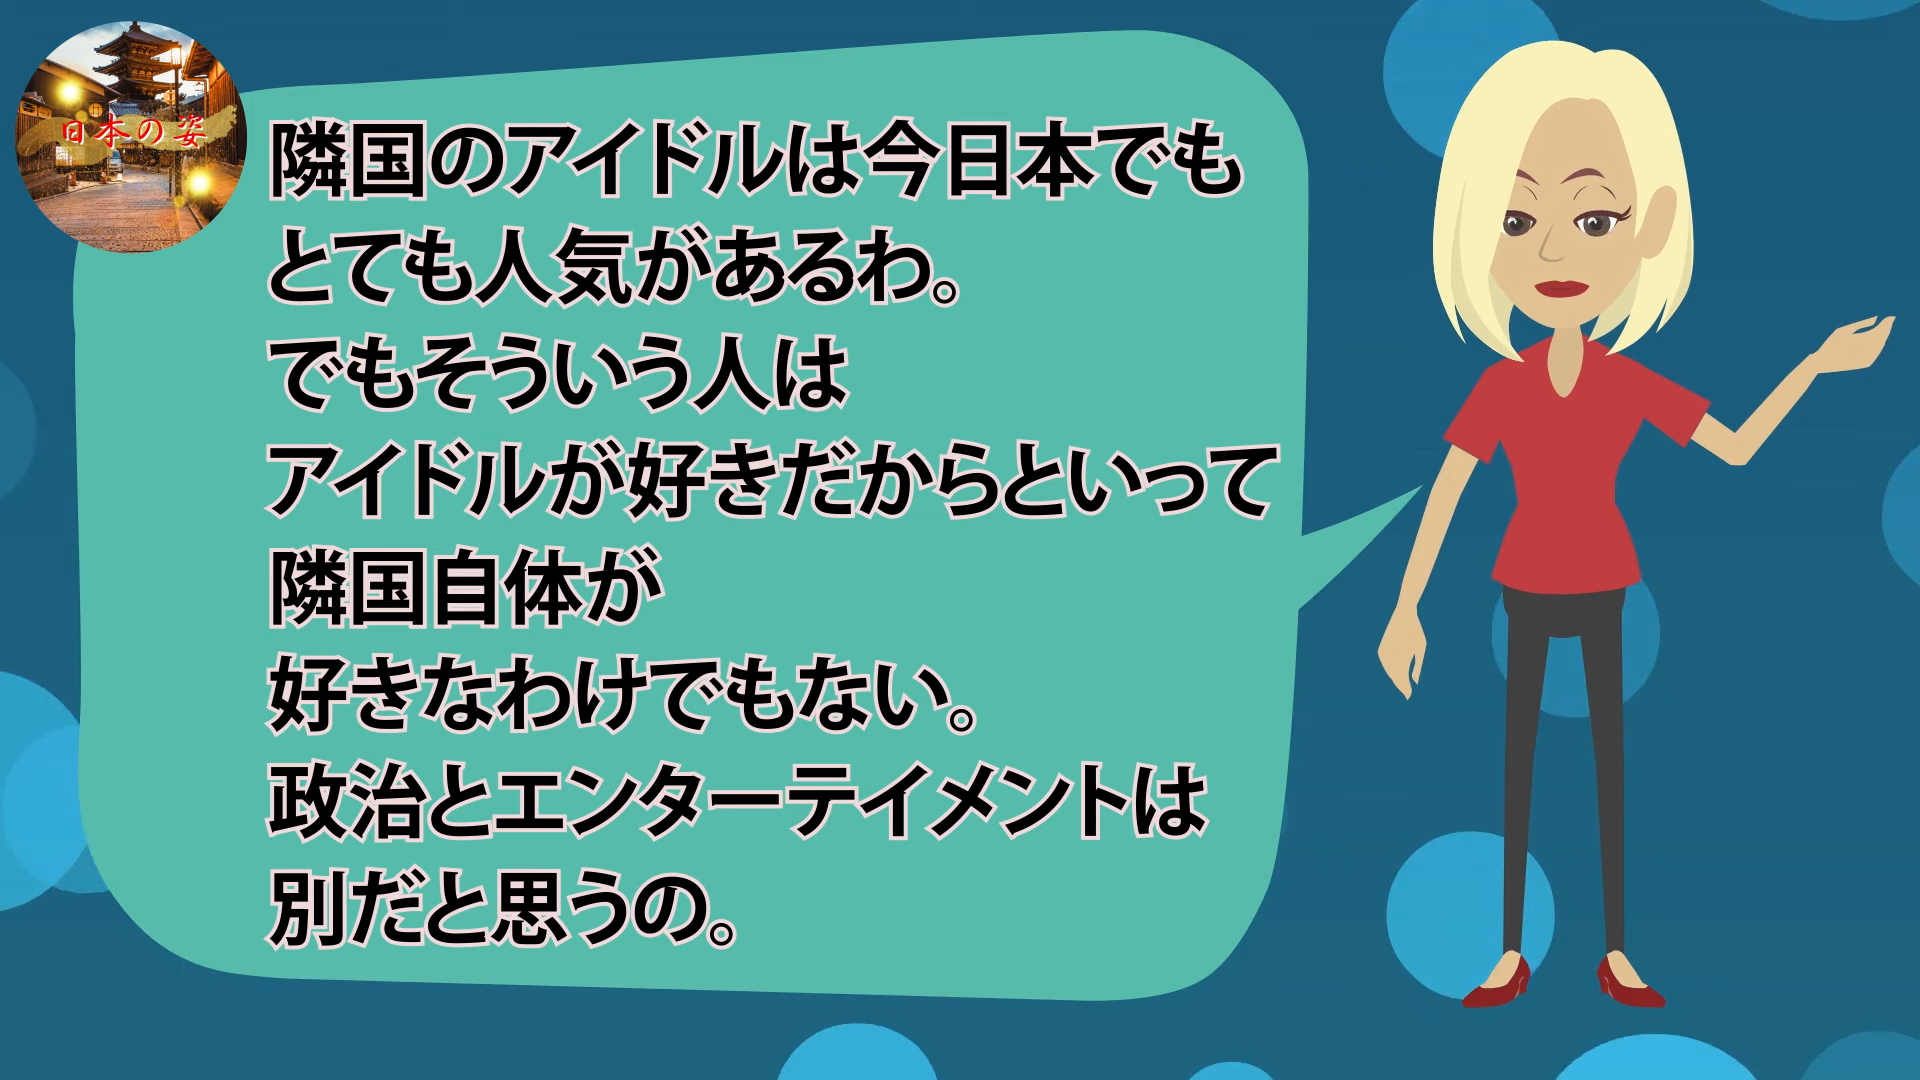 日本の姿
隣国のアイドルは今日本でも
とても人気があるわ。
でもそういう人は
アイドルが好きだからといって
隣国自体が
好きなわけでもない。
政治とエンターテイメントは
別だと思うの。